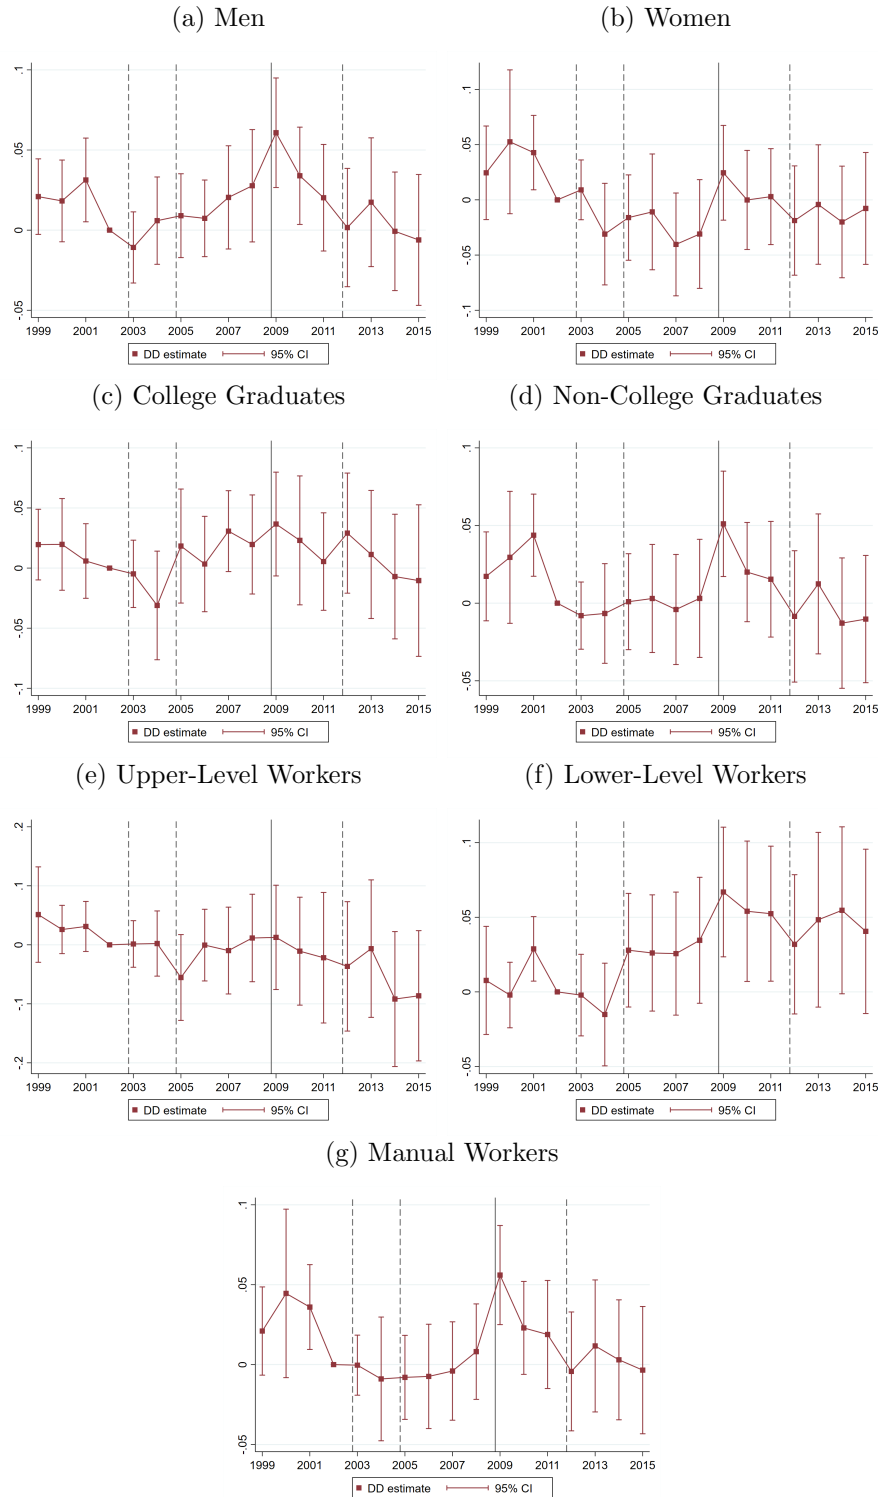 (a) Men
(b) Women
.1
.05
0
-.05
1999 2001 2003 2005 2007 2009 2011 2013 2015
DD estimate 95% CI
.1
.05
0
-.05
-.1
1999 2001 2003 2005 2007 2009 2011 2013 2015
DD estimate 95% CI
(c) College Graduates
(d) Non-College Graduates
.1
.05
0
-.05
-.1
1999 2001 2003 2005 2007 2009 2011 2013 2015
DD estimate 95% CI
.1
.05
0
-.05
1999 2001 2003 2005 2007 2009 2011 2013 2015
DD estimate 95% CI
(e) Upper-Level Workers
(f) Lower-Level Workers
.2
.1
0
-.1
-.2
1999 2001 2003 2005 2007 2009 2011 2013 2015
DD estimate 95% CI
.1
.05
0
-.05
1999 2001 2003 2005 2007 2009 2011 2013 2015
DD estimate 95% CI
(g) Manual Workers
.1
.05
0
-.05
1999 2001 2003 2005 2007 2009 2011 2013 2015
DD estimate 95% CI